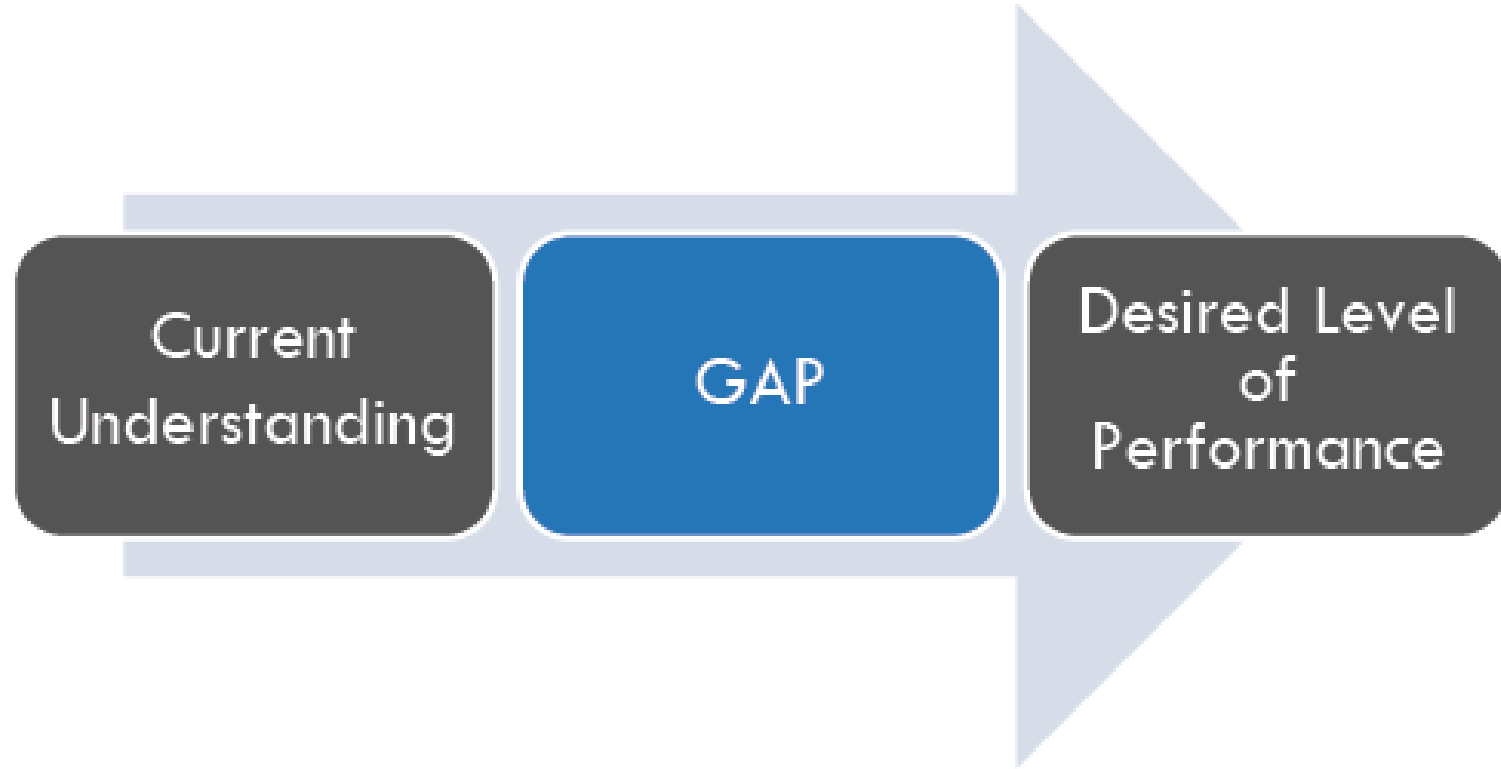 Current
Understanding
GAP
Desired Level
of
Performance